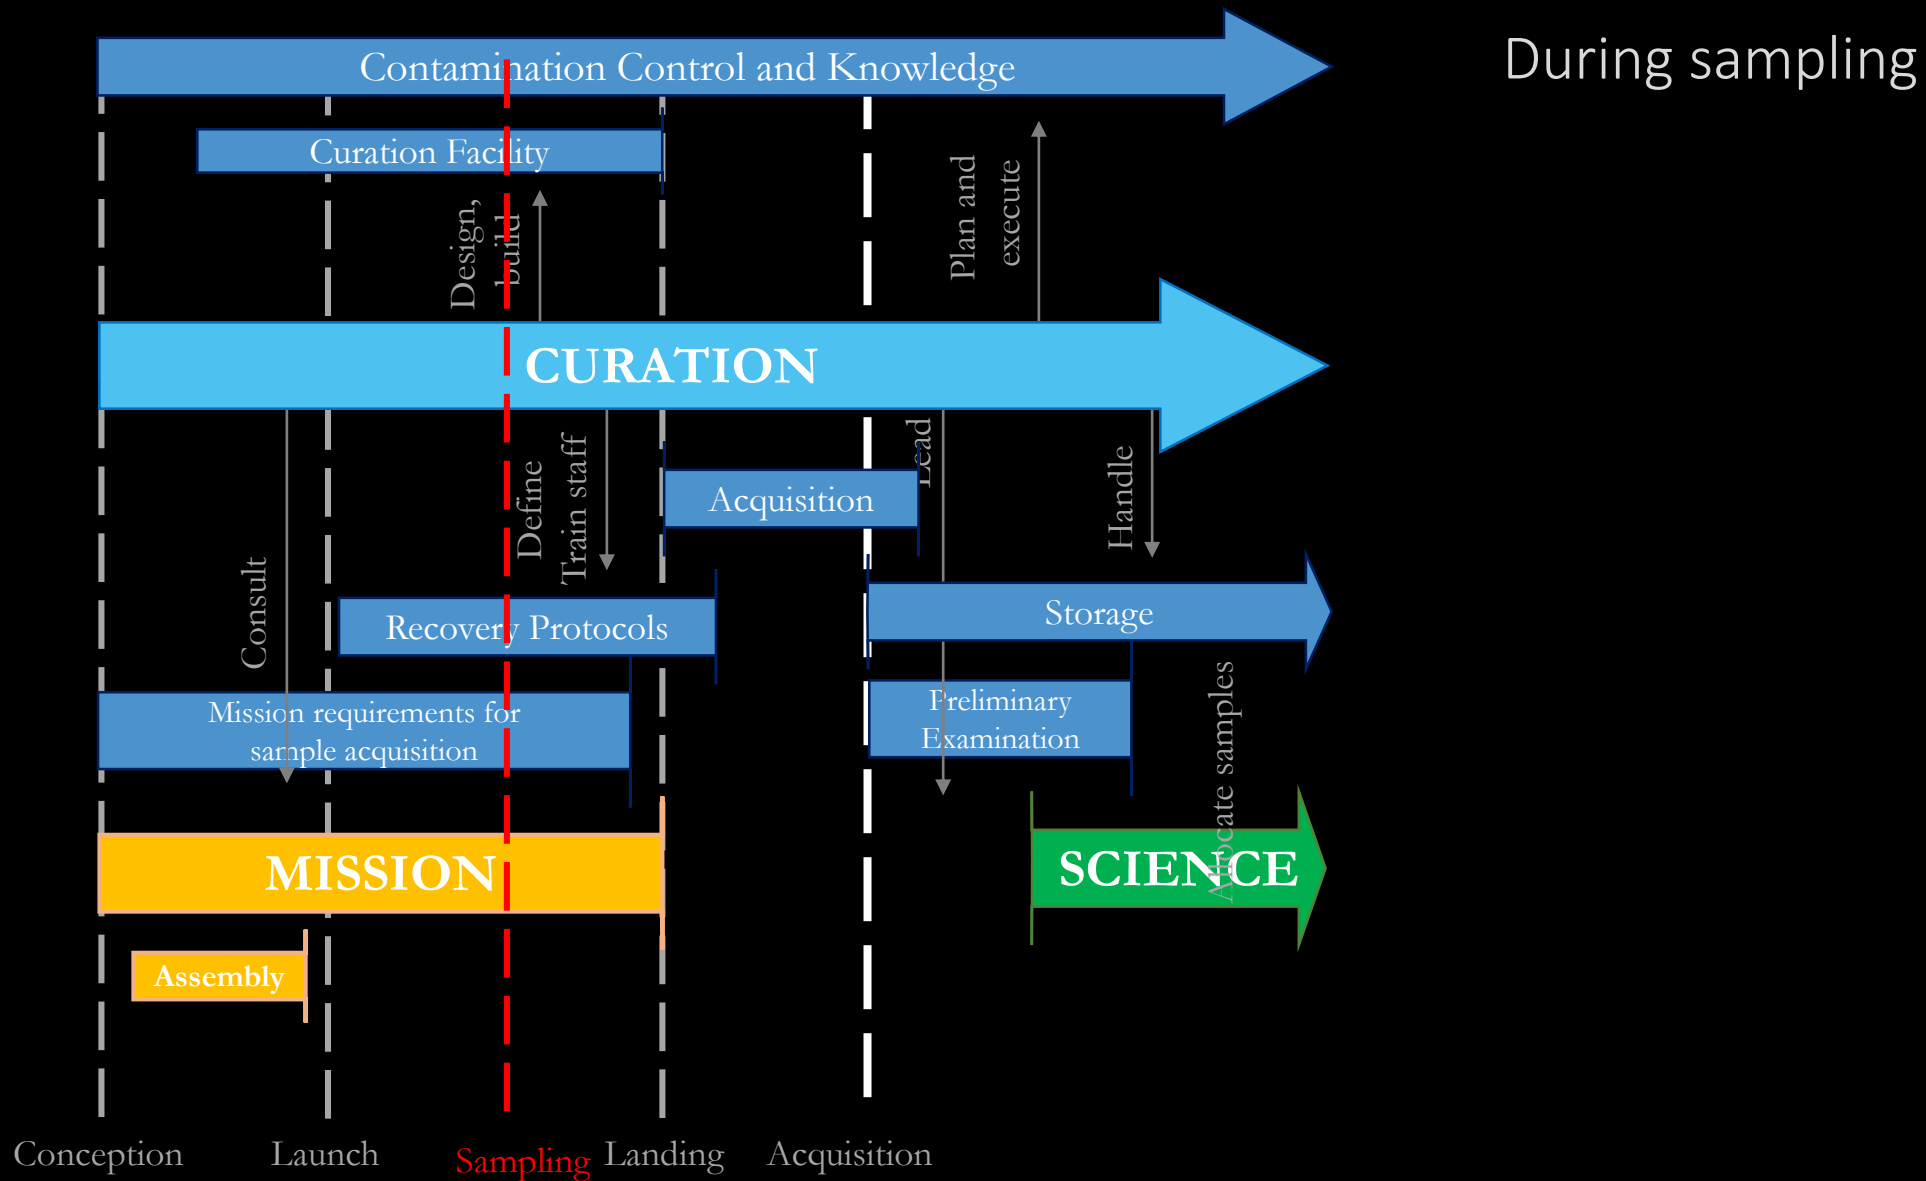 During sampling
Contamination Control and Knowledge
Curation Facility
Design,
build
Plan and
execute
CURATION
Consult
Define
Train staff
Lead
Handle
Acquisition
Recovery Protocols
Storage
Mission requirements for
sample acquisition
Preliminary
Examination
Allocate samples
MISSION
SCIENCE
Assembly
Conception
Launch
Sampling
Landing
Acquisition